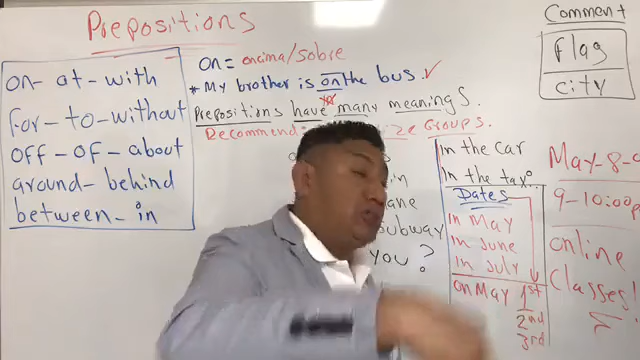 Prepositions
on - at - with
for - to - without
off - of - about
around - behind
between - in
on = encima/sobre
* My brother is on the bus. ✓
Prepositions have many meanings.
Groups.
Subway
you?
in the car
in the taxi
Dates
in May
in June
in July
on May 1st
2nd
3rd
Comment
flag
city
May-8-
9-10:00p
online
Classes!